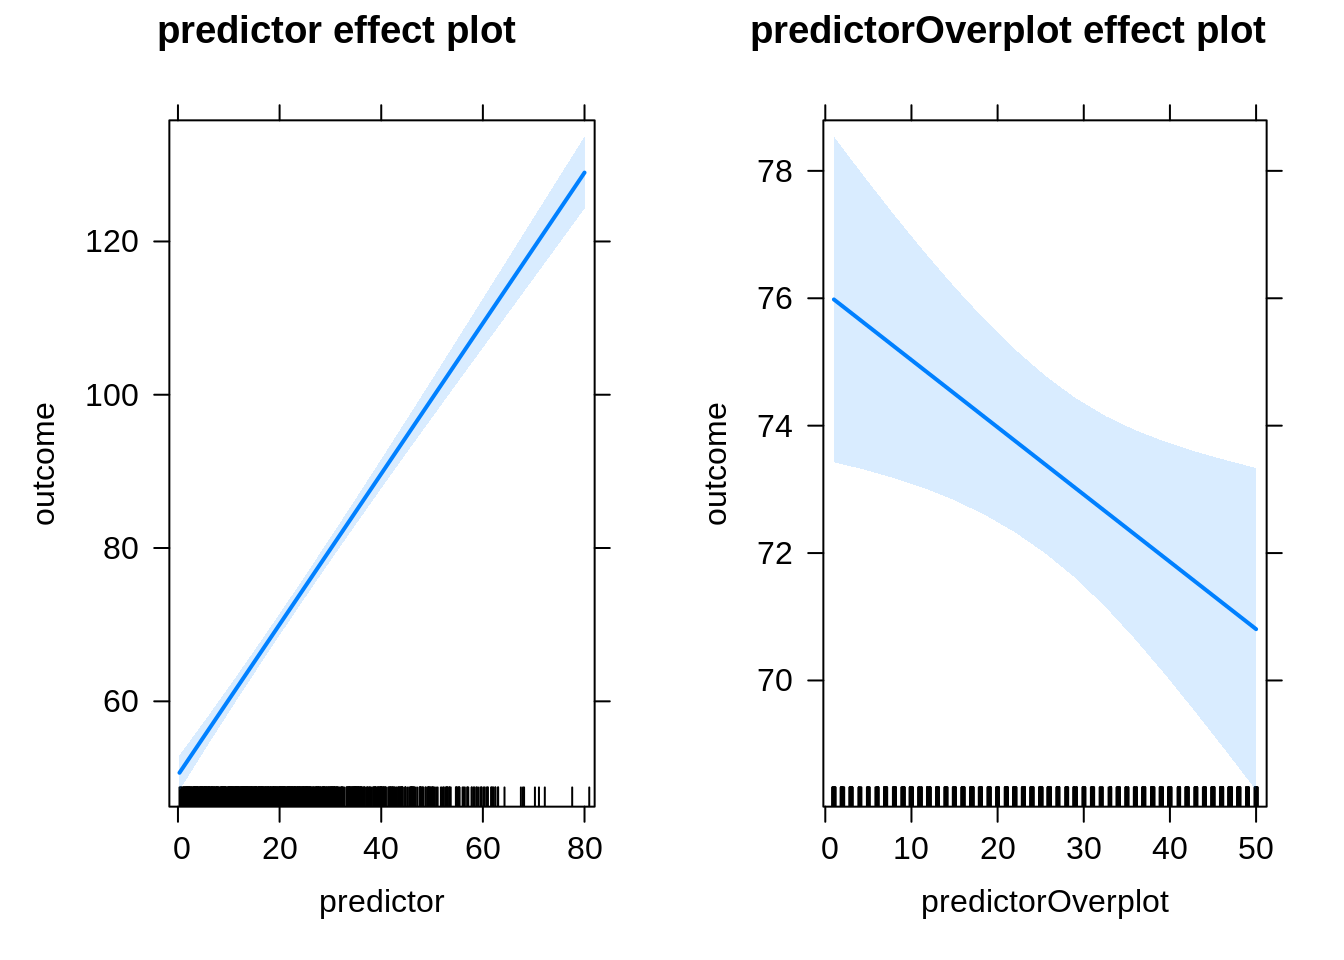 predictor effect plot
120
100
80
60
outcome
0 20 40 60 80
predictor
predictorOverplot effect plot
78
76
74
72
70
outcome
0 10 20 30 40 50
predictorOverplot